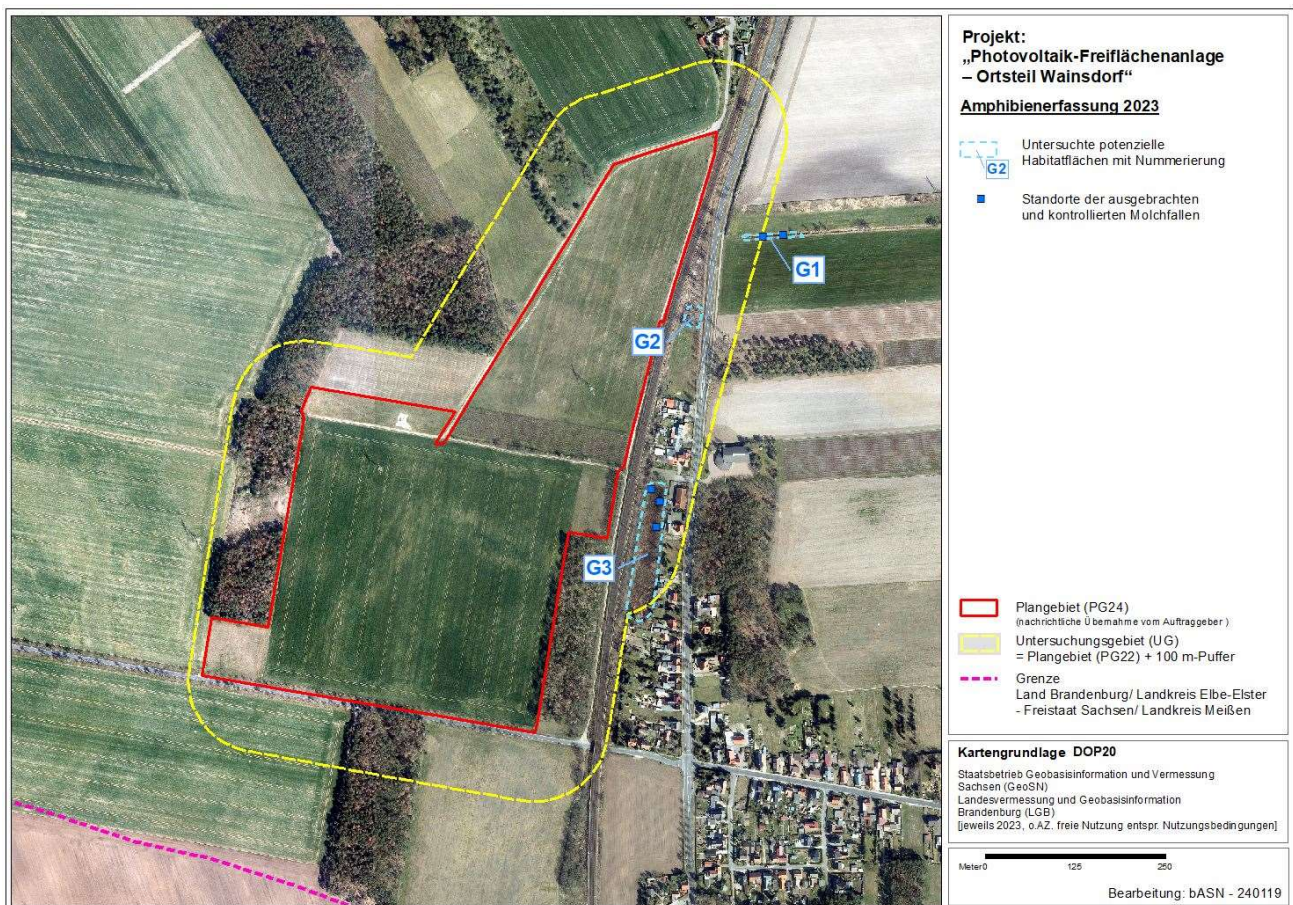 Projekt:
„Photovoltaik-Freiflächenanlage
– Ortsteil Wainsdorf“
Amphibienerfassung 2023
G2
Untersuchte potenzielle
Habitatflächen mit Nummerierung
Standorte der ausgebrachten
und kontrollierten Molchfallen
G1
G2
G3
Plangebiet (PG24)
(nachrichtliche Übernahme vom Auftraggeber )
Untersuchungsgebiet (UG)
= Plangebiet (PG22) + 100 m-Puffer
Grenze
Land Brandenburg/ Landkreis Elbe-Elster
- Freistaat Sachsen/ Landkreis Meißen
Kartengrundlage DOP20
Staatsbetrieb Geobasisinformation und Vermessung
Sachsen (GeoSN)
Landesvermessung und Geobasisinformation
Brandenburg (LGB)
[jeweils 2023, o.AZ. freie Nutzung entspr. Nutzungsbedingungen]
Meter0 125 250
Bearbeitung: bASN - 240119